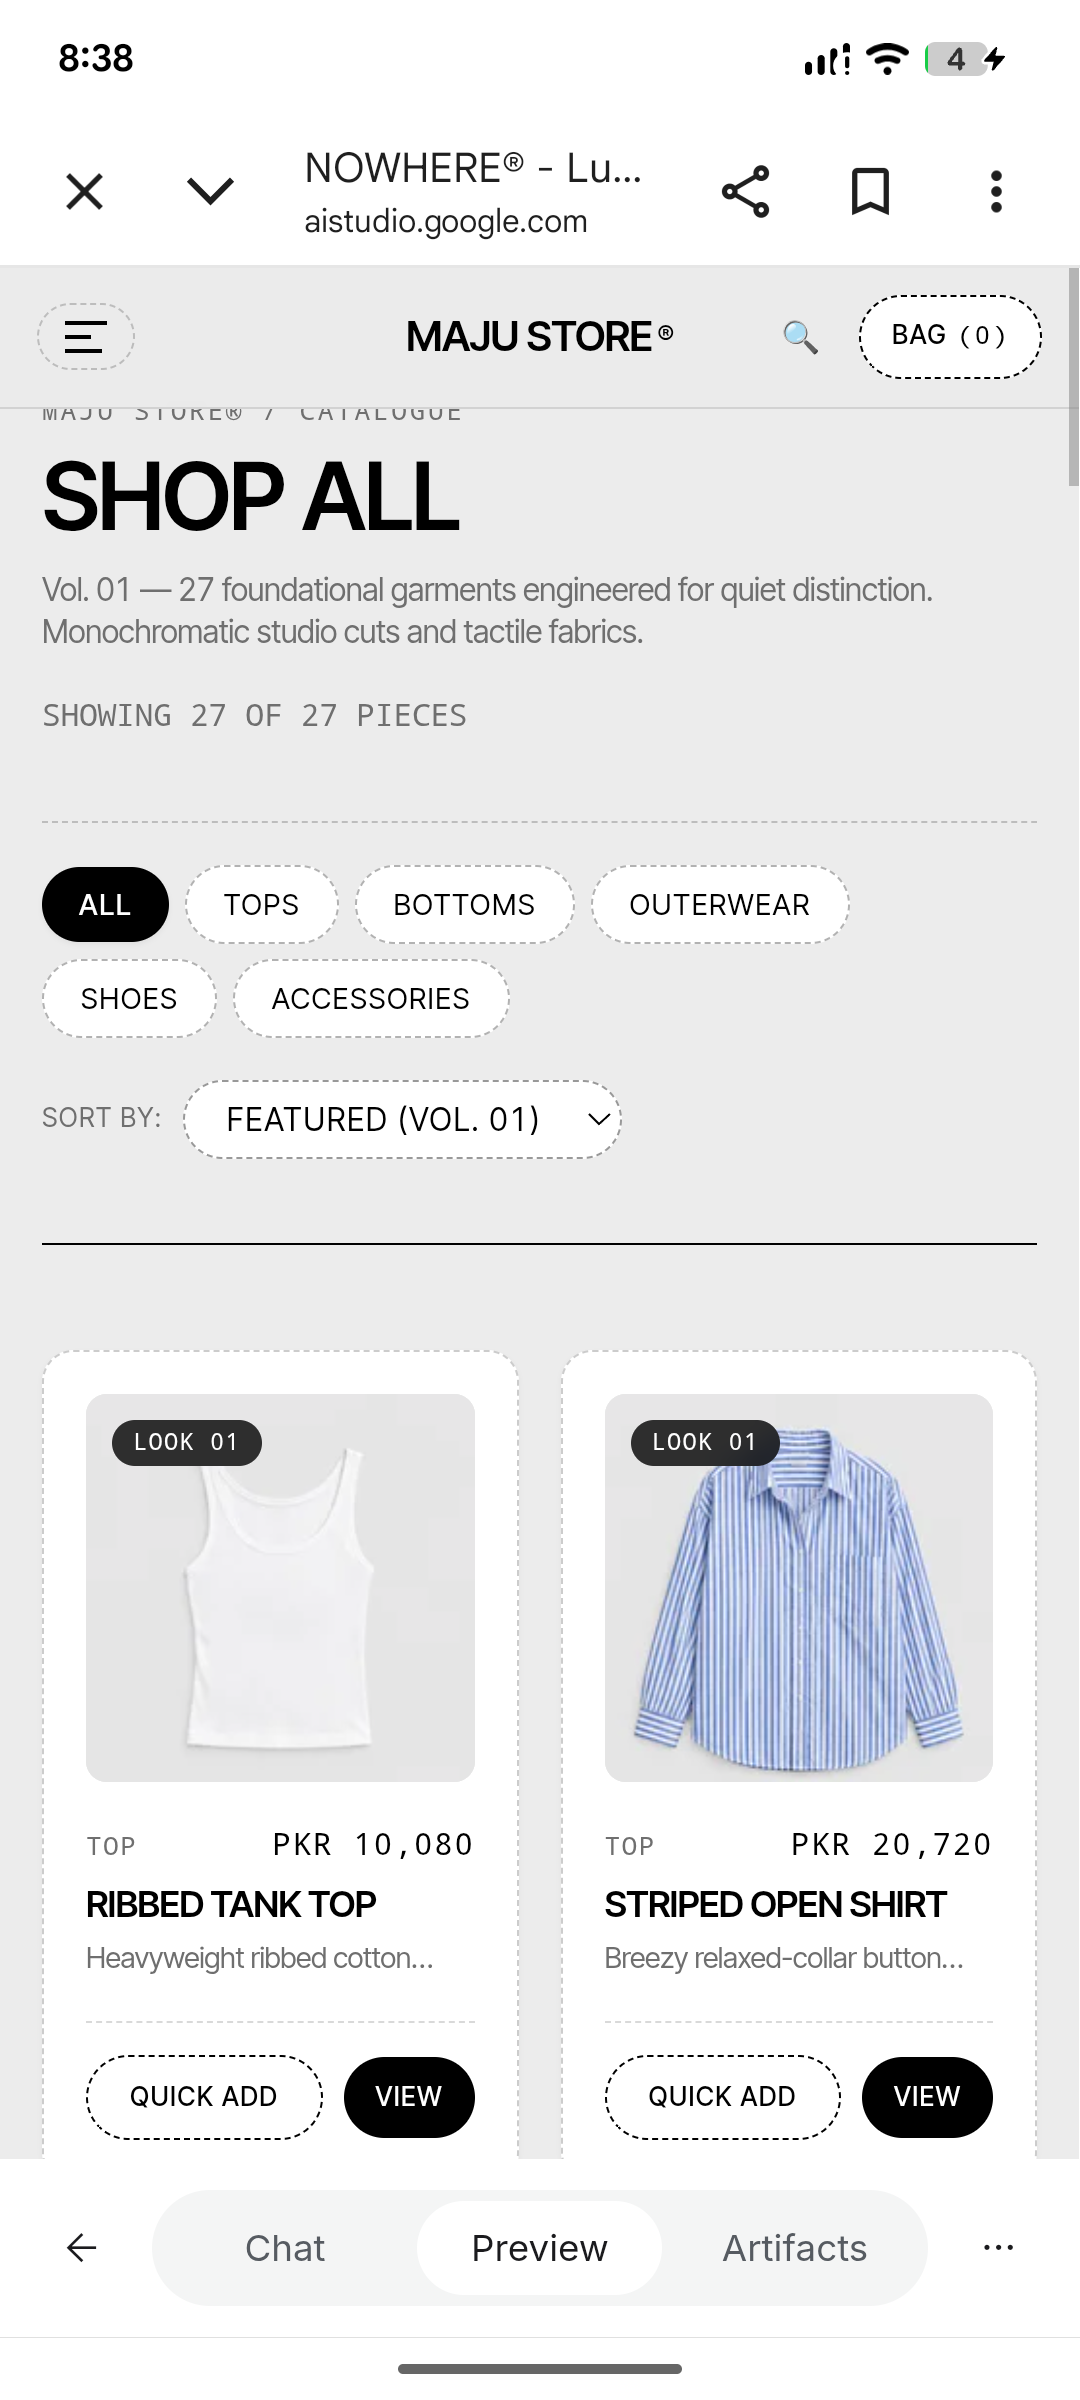 8:38
4
NOWHERE® - Lu...
aistudio.google.com
MAJU STORE ®
BAG (0)
MAJU STORE® / CATALOGUE
SHOP ALL
Vol. 01 — 27 foundational garments engineered for quiet distinction.
Monochromatic studio cuts and tactile fabrics.
SHOWING 27 OF 27 PIECES
ALL TOPS BOTTOMS OUTERWEAR
SHOES ACCESSORIES
SORT BY: FEATURED (VOL. 01)
LOOK 01 LOOK 01
TOP PKR 10,080 TOP PKR 20,720
RIBBED TANK TOP STRIPED OPEN SHIRT
Heavyweight ribbed cotton... Breezy relaxed-collar button...
QUICK ADD VIEW QUICK ADD VIEW
Chat Preview Artifacts